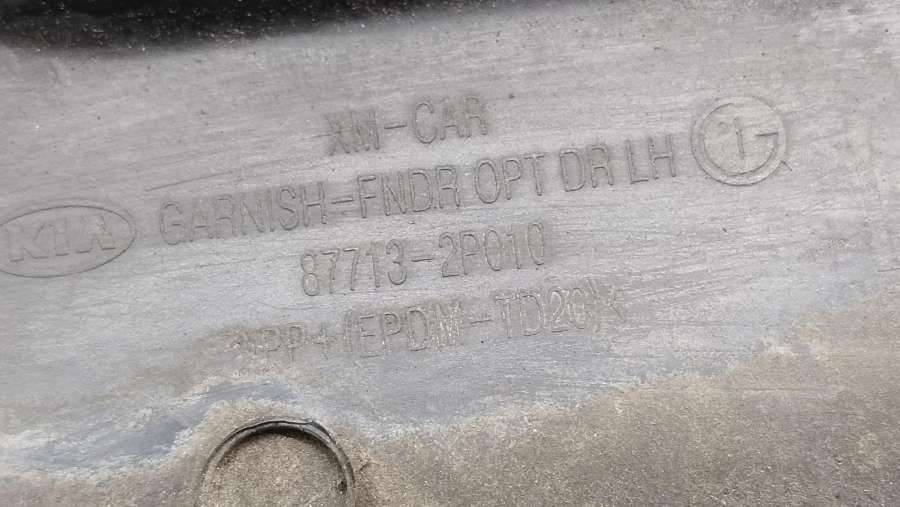 XM-CAR
KIA GARNISH-FNDR OPT DR LH
87713-2P010
>PP+(EPDM-TD20)<